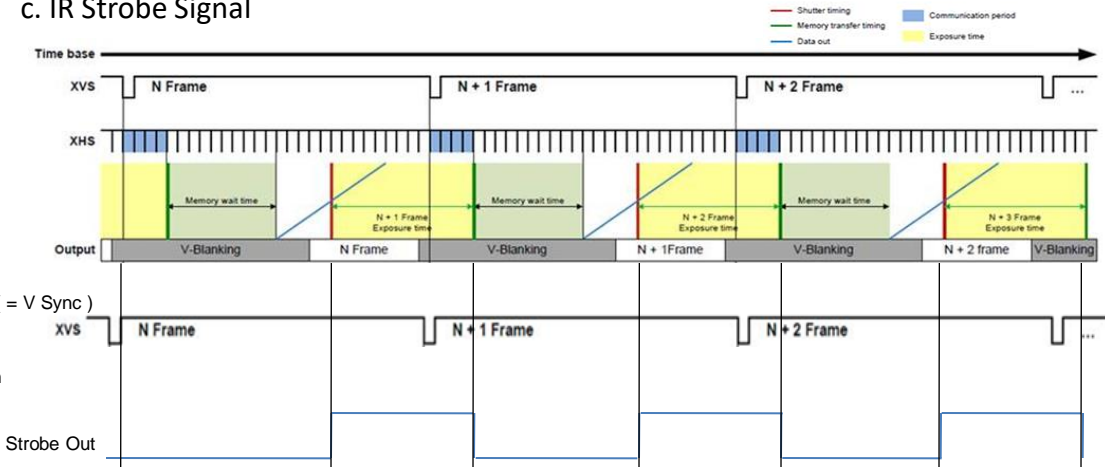 c. IR Strobe Signal
Shutter timing
Memory transfer timing
Data out
Communication period
Exposure time
Time base
XVS N Frame N + 1 Frame N + 2 Frame ...
XHS
Memory wait time Memory wait time Memory wait time
N + 1 Frame N + 2 Frame N + 3 Frame
Exposure time Exposure time Exposure time
Output V-Blanking N Frame V-Blanking N + 1Frame V-Blanking N + 2 frame V-Blanking
= V Sync )
XVS N Frame N + 1 Frame N + 2 Frame ...
Strobe Out